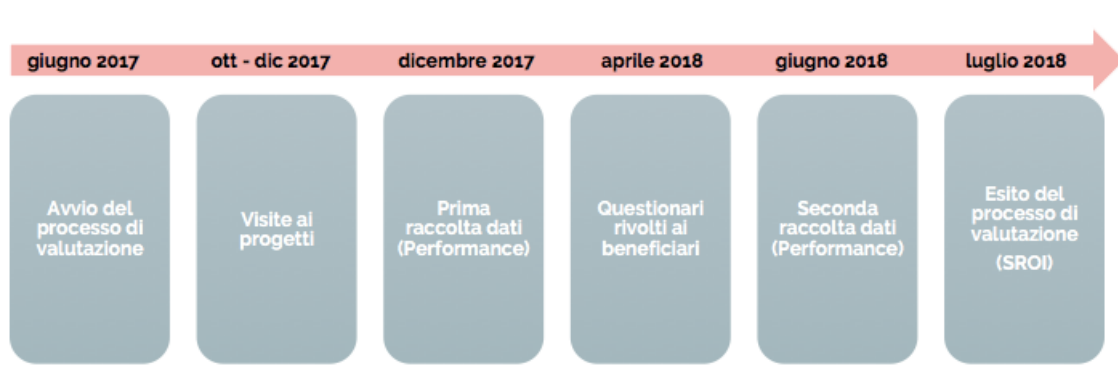 giugno 2017
ott - dic 2017
dicembre 2017
aprile 2018
giugno 2018
luglio 2018
Avvio del
processo di
valutazione
Visite ai
progetti
Prima
raccolta dati
(Performance)
Questionari
rivolti ai
beneficiari
Seconda
raccolta dati
(Performance)
Esito del
processo di
valutazione
(SROI)